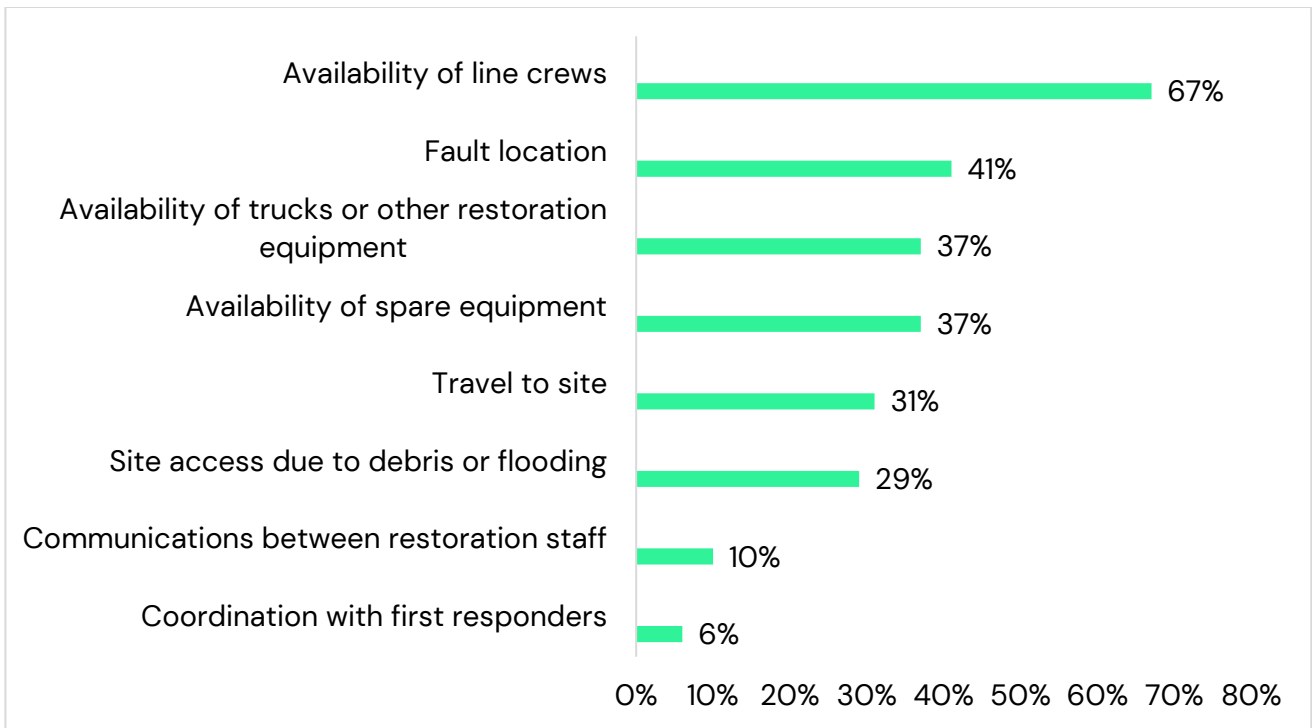 Availability of line crews
67%
Fault location
41%
Availability of trucks or other restoration
equipment
37%
Availability of spare equipment
37%
Travel to site
31%
Site access due to debris or flooding
29%
Communications between restoration staff
10%
Coordination with first responders
6%
0% 10% 20% 30% 40% 50% 60% 70% 80%